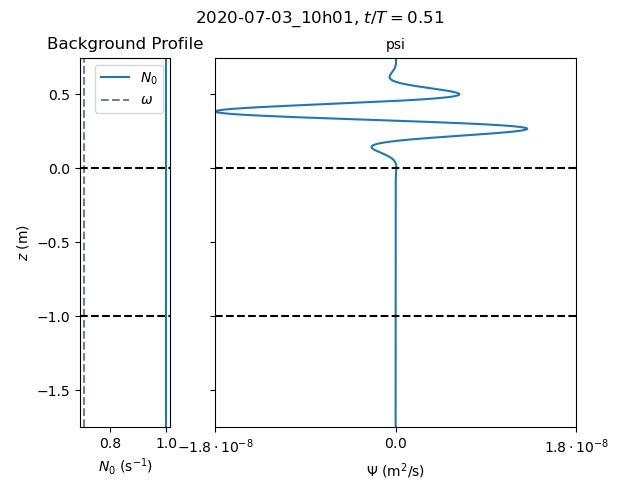 2020-07-03_10h01, t/T = 0.51
Background Profile
psi
N₀
ω
0.5
0.0
−0.5
−1.0
−1.5
z (m)
0.8
1.0
N₀ (s⁻¹)
−1.8 · 10⁻⁸
0.0
1.8 · 10⁻⁸
Ψ (m²/s)